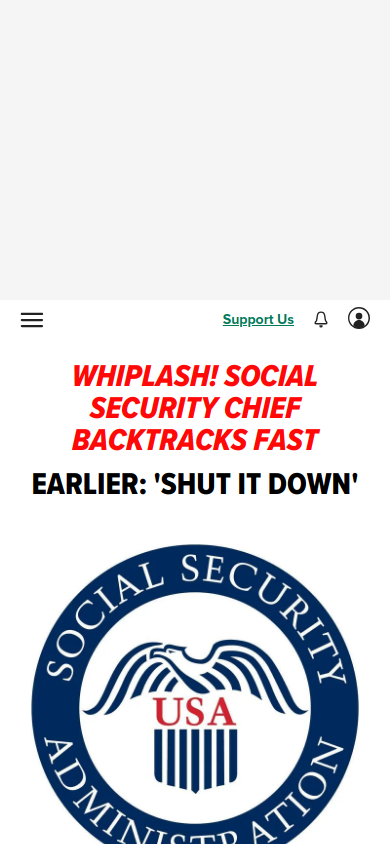 Support Us
WHIPLASH! SOCIAL
SECURITY CHIEF
BACKTRACKS FAST
EARLIER: 'SHUT IT DOWN'
SOCIAL SECURITY
USA
ADMINISTRATION